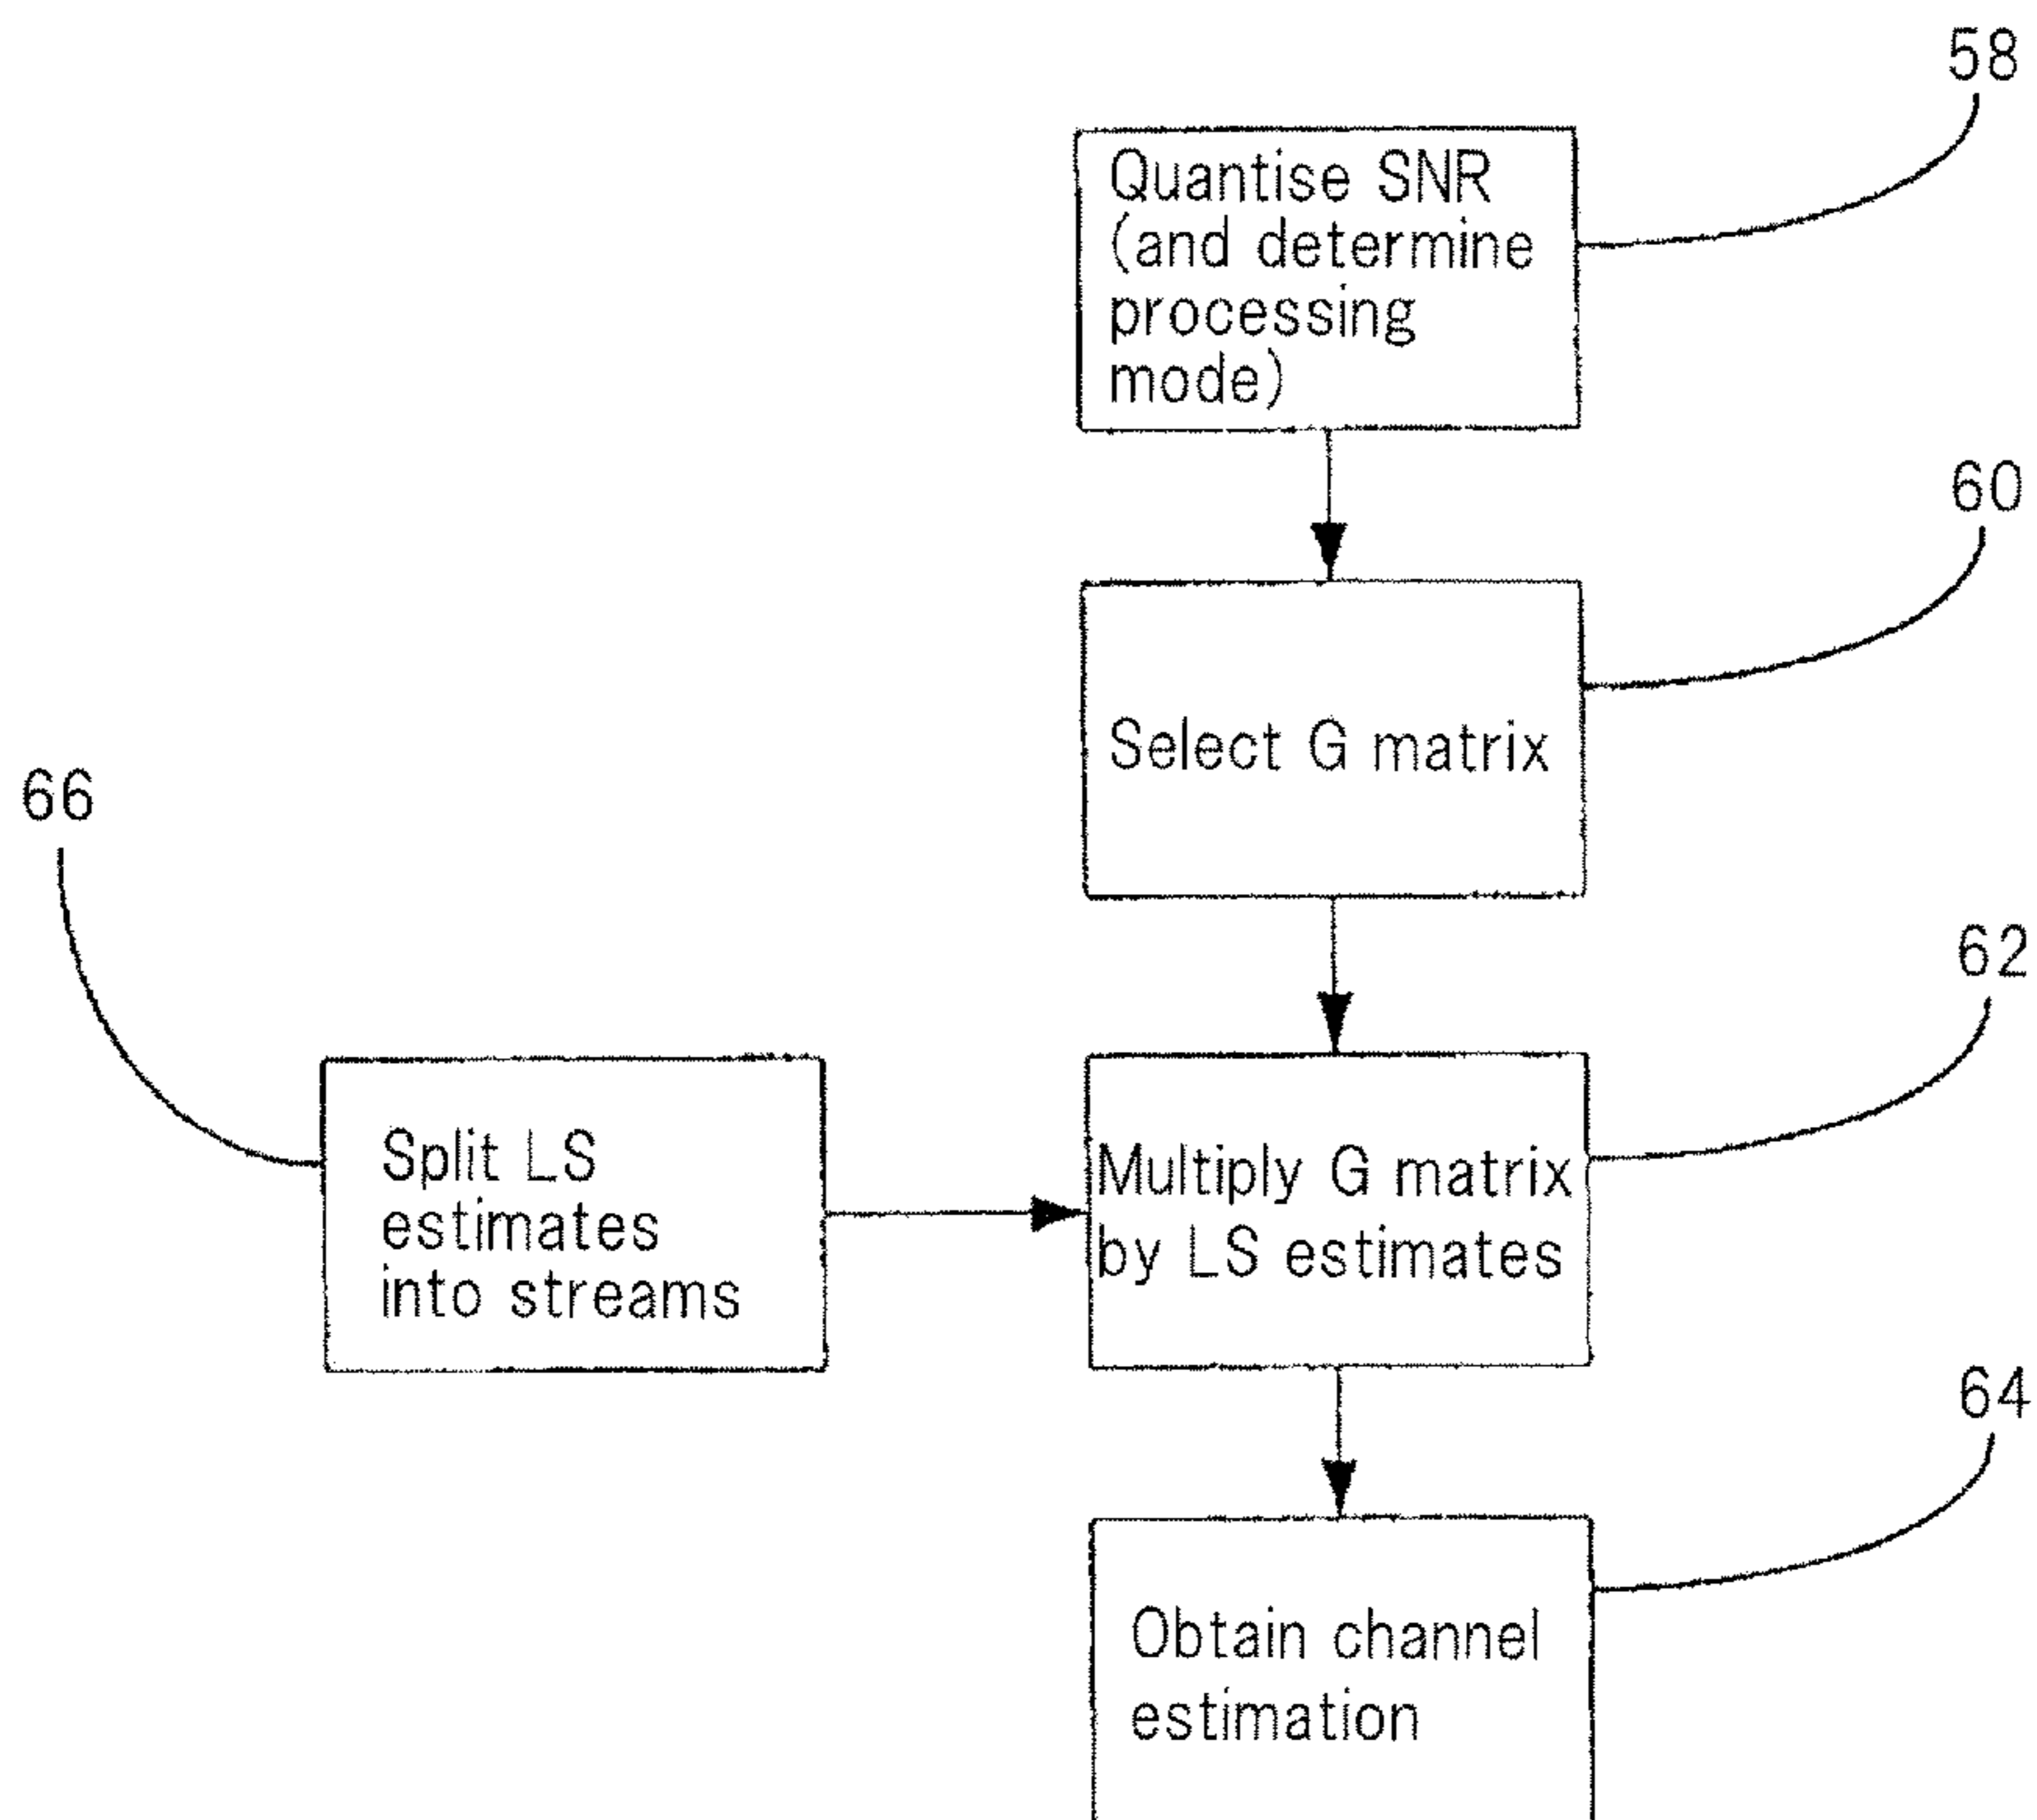 58
Quantise SNR
(and determine
processing
mode)
60
Select G matrix
66
62
Split LS
estimates
into streams
Multiply G matrix
by LS estimates
64
Obtain channel
estimation